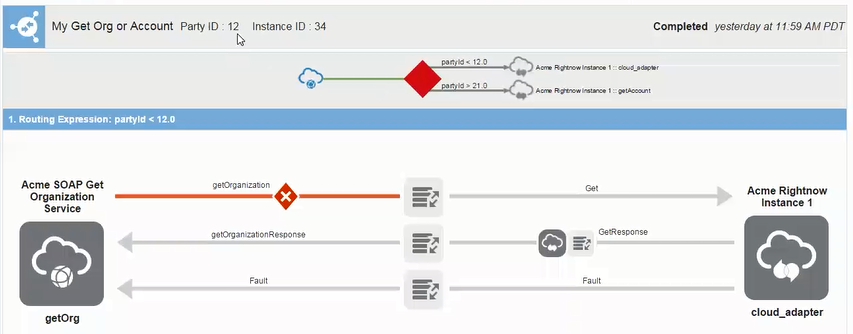 My Get Org or Account Party ID : 12 Instance ID : 34 Completed yesterday at 11:59 AM PDT
partyId < 12.0
Acme Rightnow Instance 1 :: cloud_adapter
partyId > 21.0
Acme Rightnow Instance 1 :: getAccount
1. Routing Expression: partyId < 12.0
Acme SOAP Get
Organization
Service
getOrganization
Get
Acme Rightnow
Instance 1
getOrganizationResponse
GetResponse
Fault
Fault
getOrg
cloud_adapter